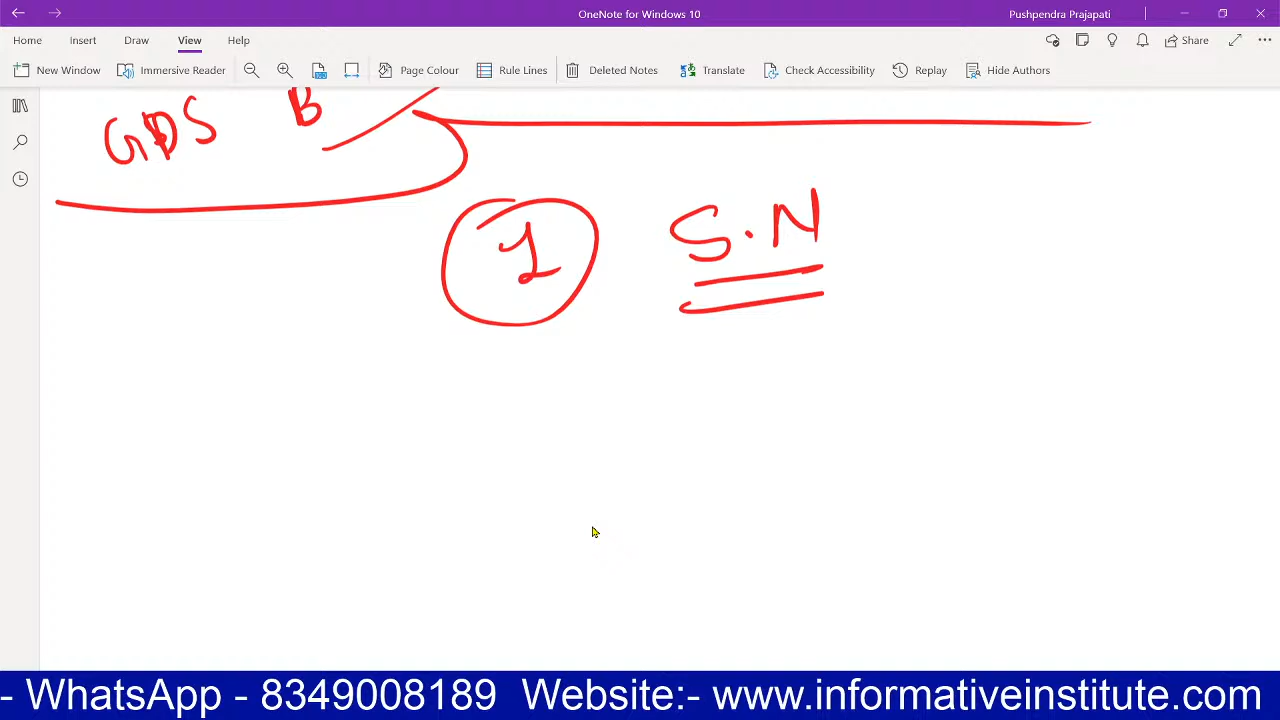 OneNote for Windows 10
Pushpendra Prajapati
Home Insert Draw View Help
Share
New Window Immersive Reader Page Colour Rule Lines Deleted Notes Translate Check Accessibility Replay Hide Authors
GDS B
1 S.N
- WhatsApp - 8349008189 Website:- www.informativeinstitute.com